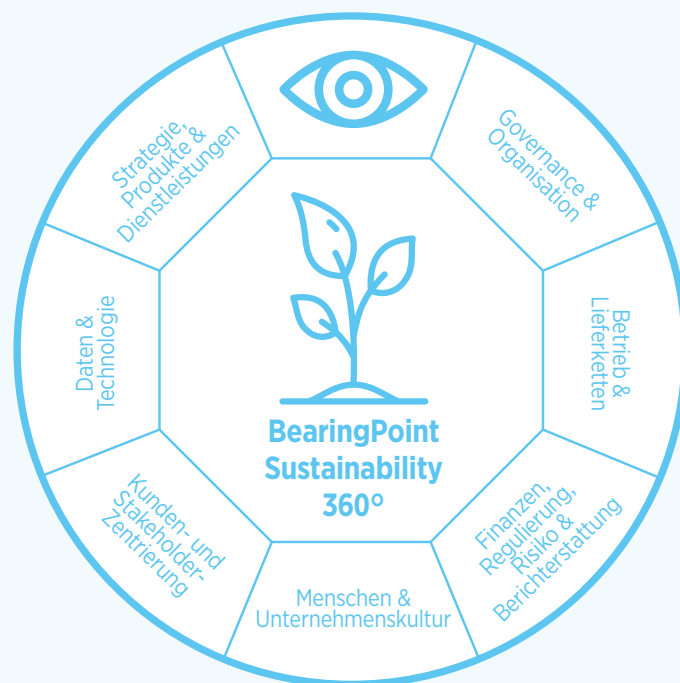 BearingPoint
Sustainability
360°
Governance &
Organisation
Betrieb &
Lieferketten
Finanzen,
Regulierung,
Risiko &
Berichterstattung
Menschen &
Unternehmenskultur
Kunden- und
Stakeholder-
Zentrierung
Daten &
Technologie
Strategie,
Produkte &
Dienstleistungen